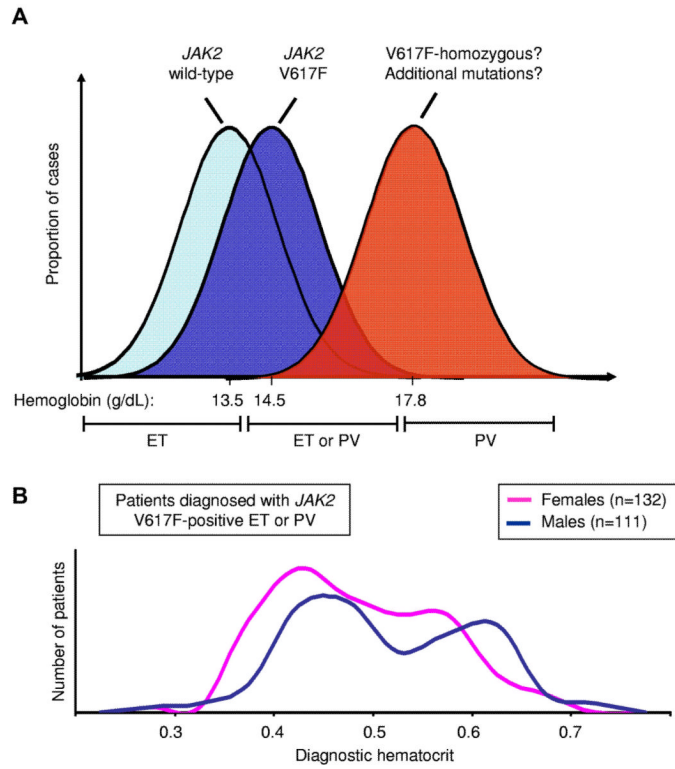 A
JAK2
wild-type
JAK2
V617F
V617F-homozygous?
Additional mutations?
Proportion of cases
Hemoglobin (g/dL):
13.5
14.5
17.8
ET
ET or PV
PV
B
Patients diagnosed with JAK2
V617F-positive ET or PV
Females (n=132)
Males (n=111)
Number of patients
0.3
0.4
0.5
0.6
0.7
Diagnostic hematocrit